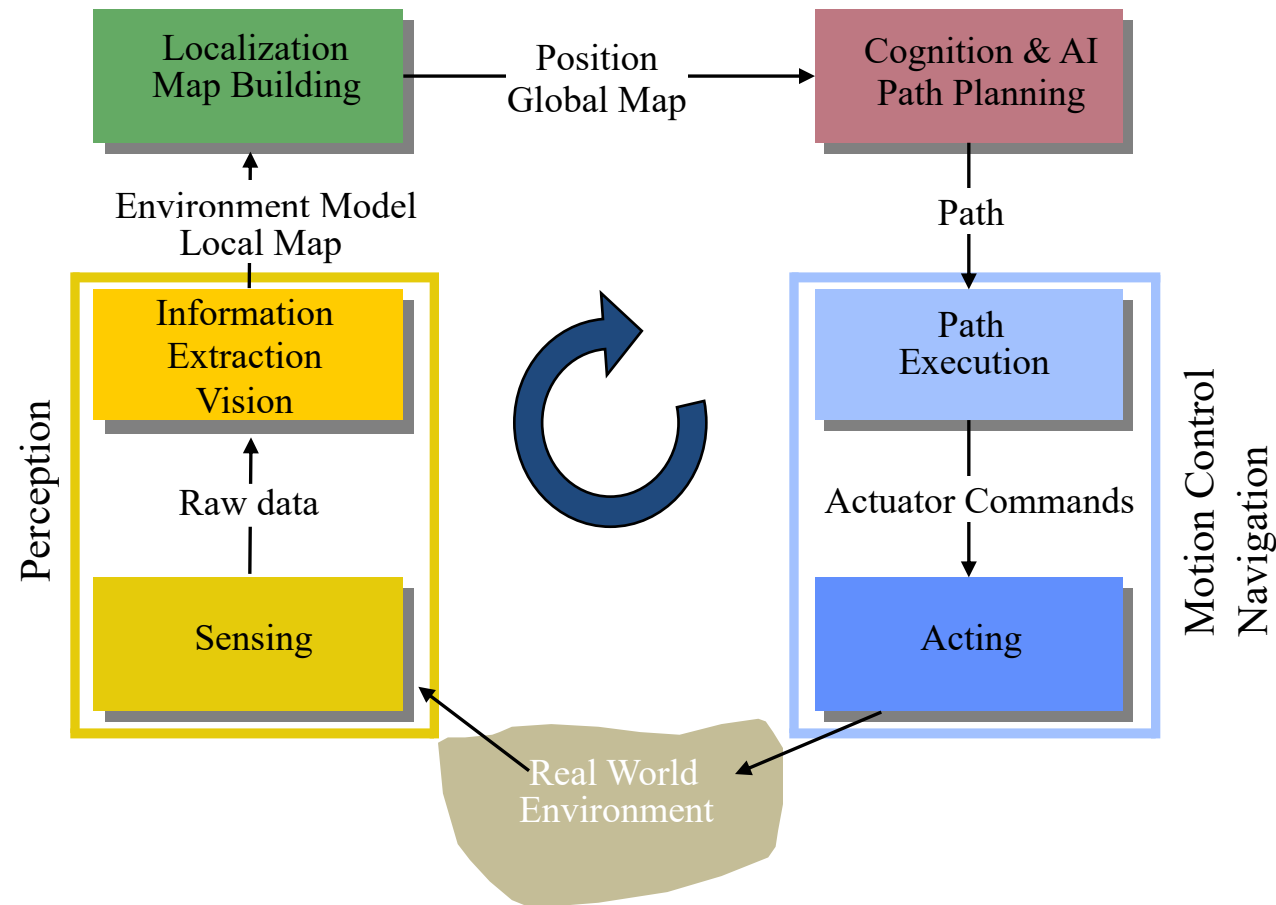 Localization
Map Building
Position
Global Map
Cognition & AI
Path Planning
Environment Model
Local Map
Path
Information
Extraction
Vision
Path
Execution
Perception
Raw data
Actuator Commands
Motion Control
Navigation
Sensing
Acting
Real World
Environment